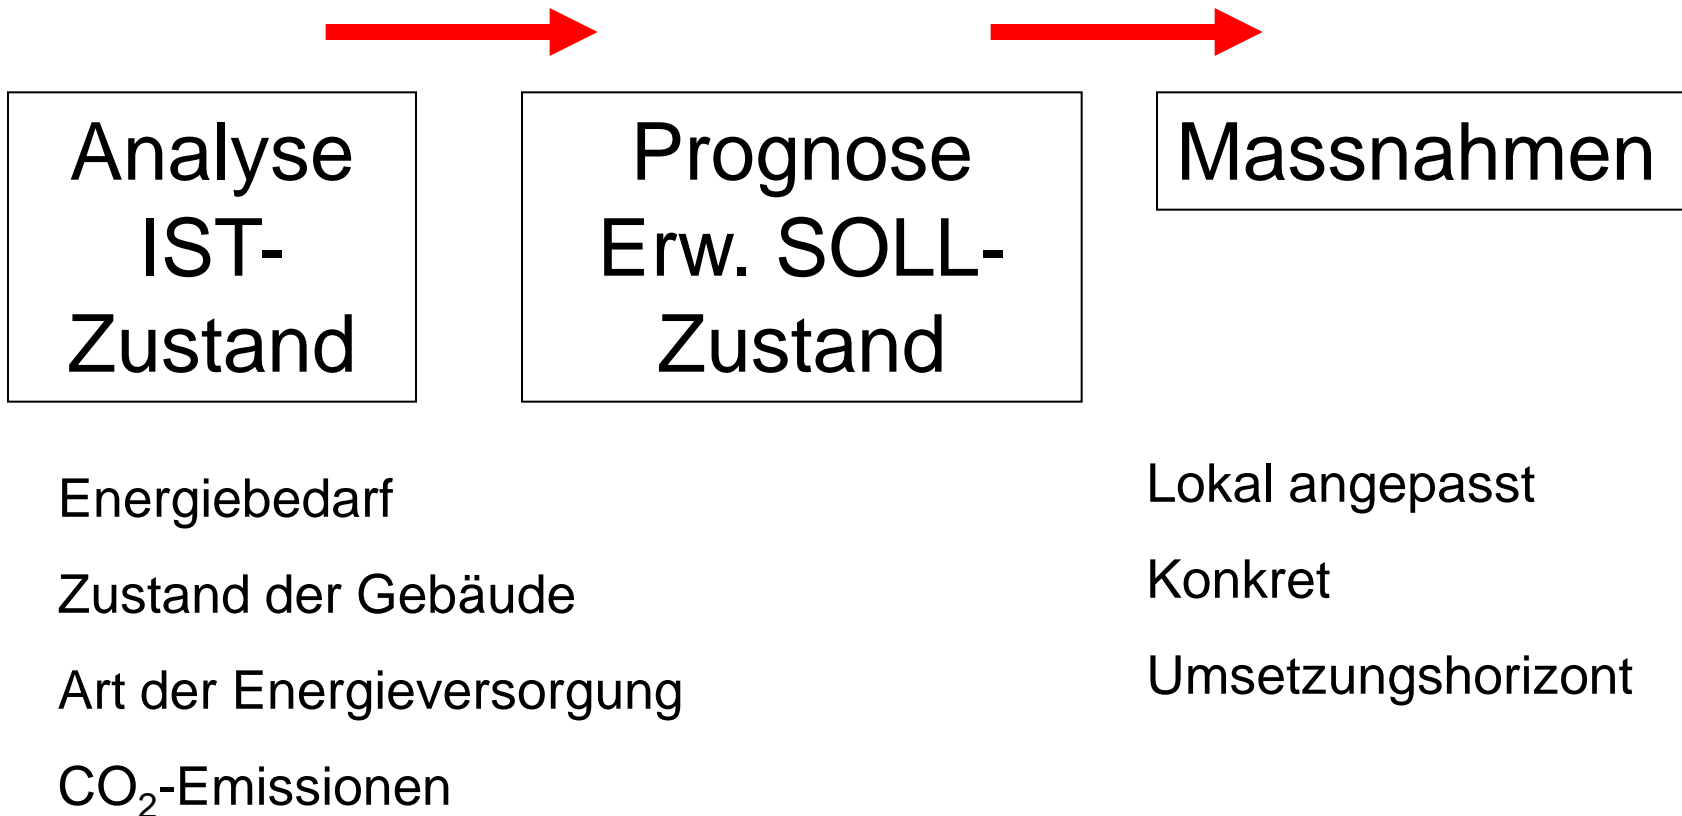 Analyse
IST-
Zustand
Prognose
Erw. SOLL-
Zustand
Massnahmen
Energiebedarf
Zustand der Gebäude
Art der Energieversorgung
CO₂-Emissionen
Lokal angepasst
Konkret
Umsetzungshorizont